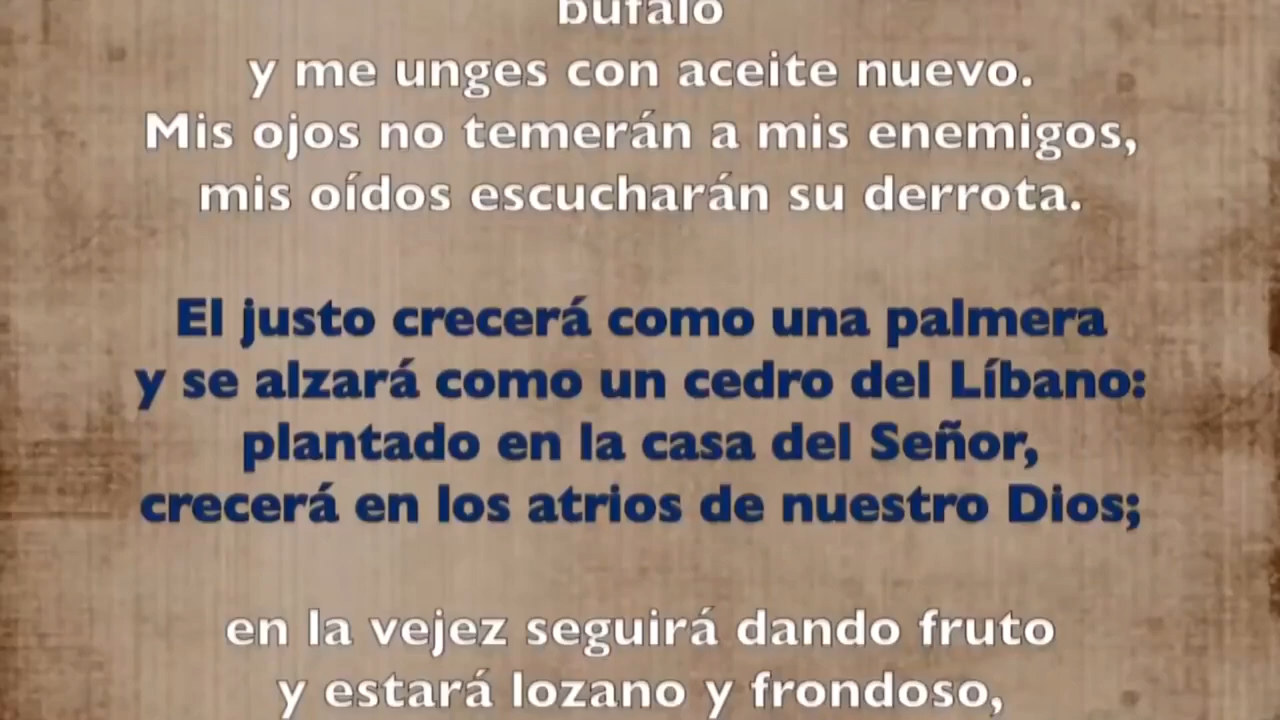 búfalo
y me unges con aceite nuevo.
Mis ojos no temerán a mis enemigos,
mis oídos escucharán su derrota.
El justo crecerá como una palmera
y se alzará como un cedro del Líbano:
plantado en la casa del Señor,
crecerá en los atrios de nuestro Dios;
en la vejez seguirá dando fruto
y estará lozano y frondoso,